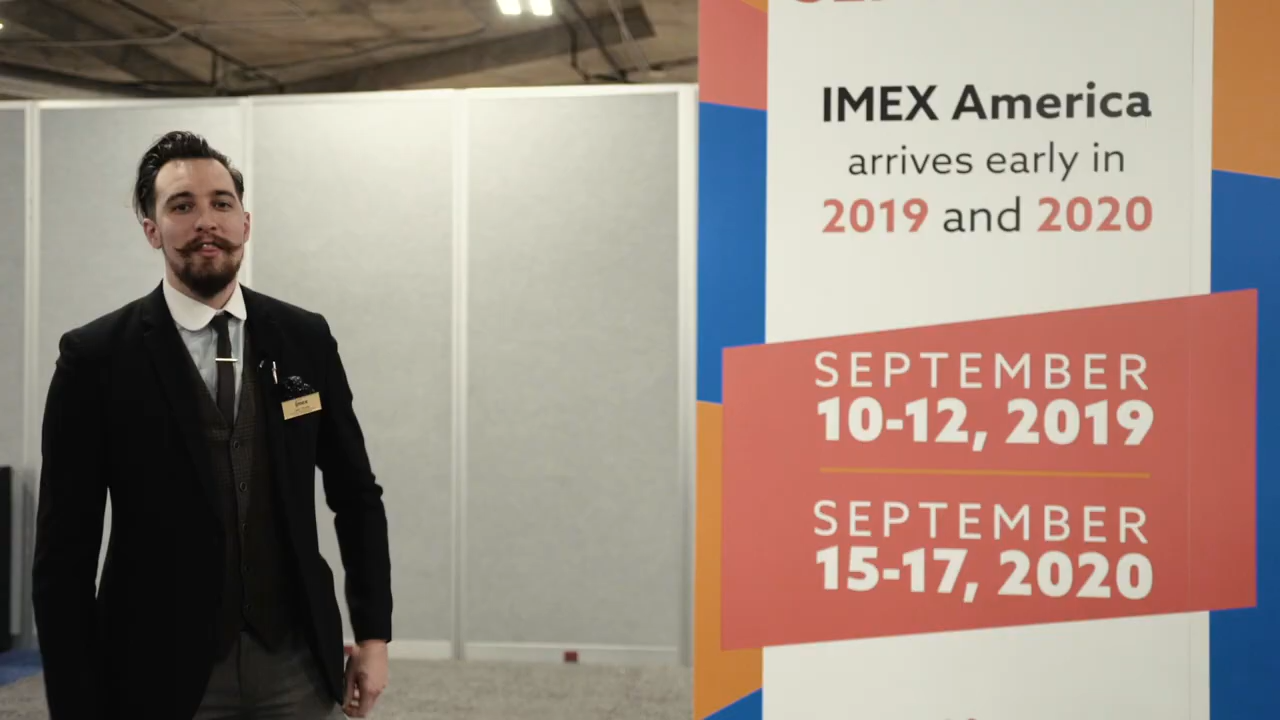 IMEX America
arrives early in
2019 and 2020
SEPTEMBER
10-12, 2019
SEPTEMBER
15-17, 2020